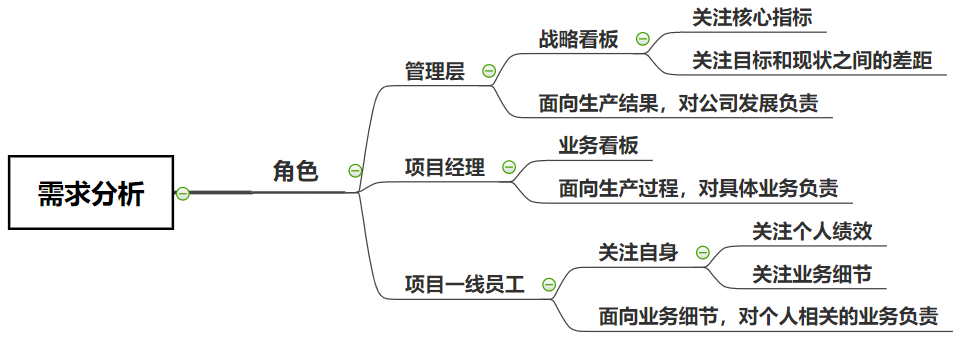 需求分析
角色
管理层
战略看板
关注核心指标
关注目标和现状之间的差距
面向生产结果，对公司发展负责
项目经理
业务看板
面向生产过程，对具体业务负责
项目一线员工
关注自身
关注个人绩效
关注业务细节
面向业务细节，对个人相关的业务负责